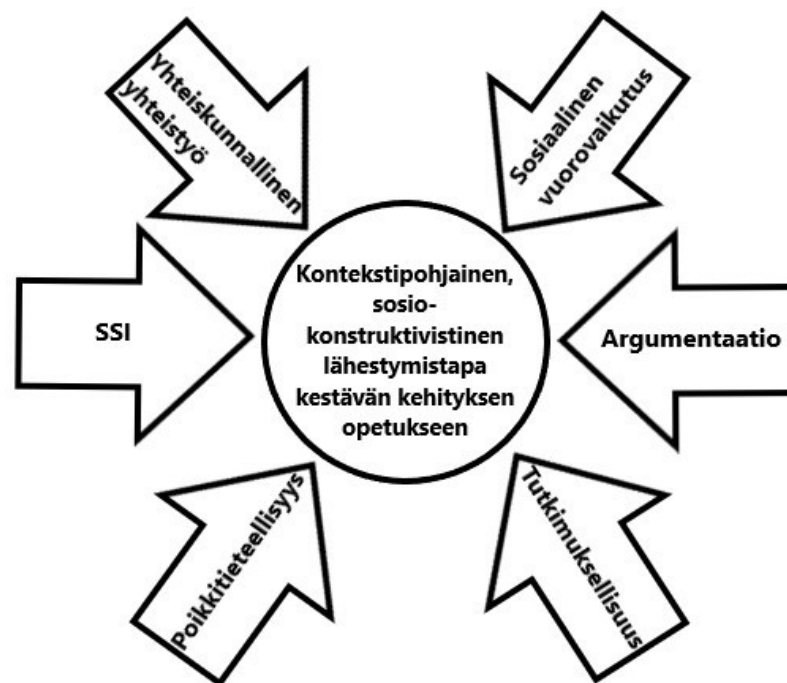 Yhteiskunnallinen
yhteistyö
Sosiaalinen
vuorovaikutus
SSI
Kontekstipohjainen,
sosio-
konstruktivistinen
lähestymistapa
kestävän kehityksen
opetukseen
Argumentaatio
Poikkitieteellisyys
Tutkimuksellisuus